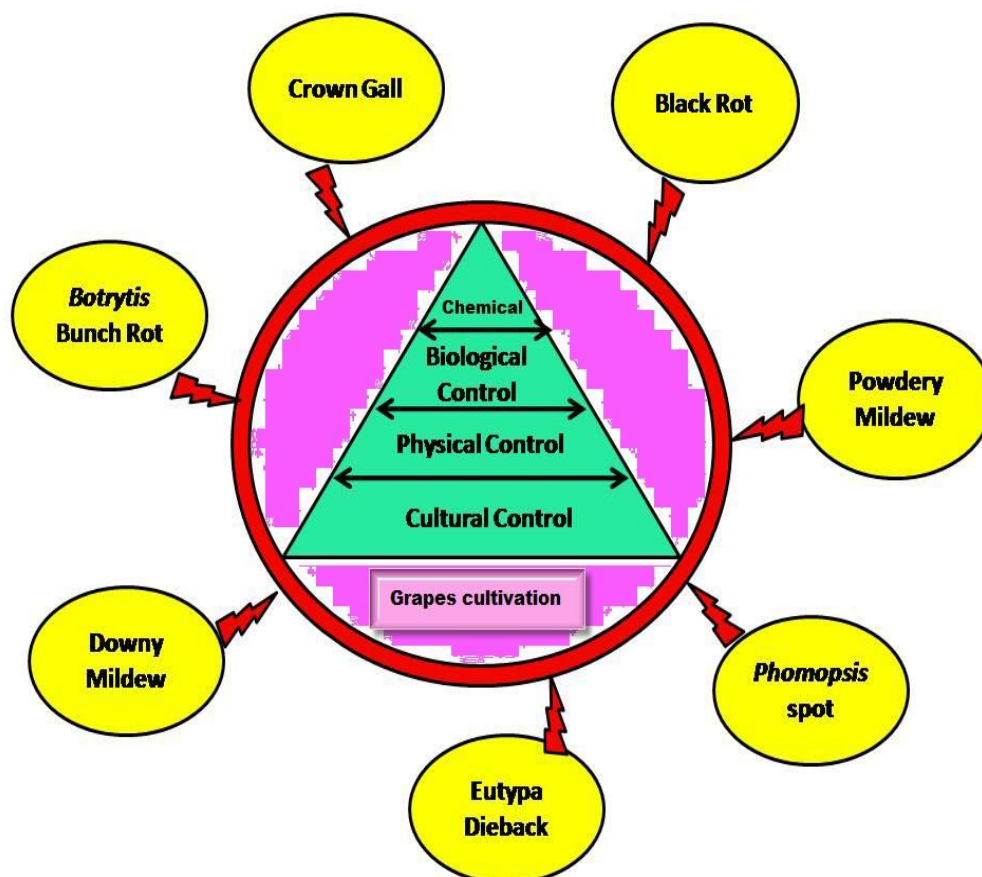 Crown Gall
Black Rot
Botrytis
Bunch Rot
Chemical
Biological
Control
Powdery
Mildew
Physical Control
Cultural Control
Grapes cultivation
Downy
Mildew
Phomopsis
spot
Eutypa
Dieback